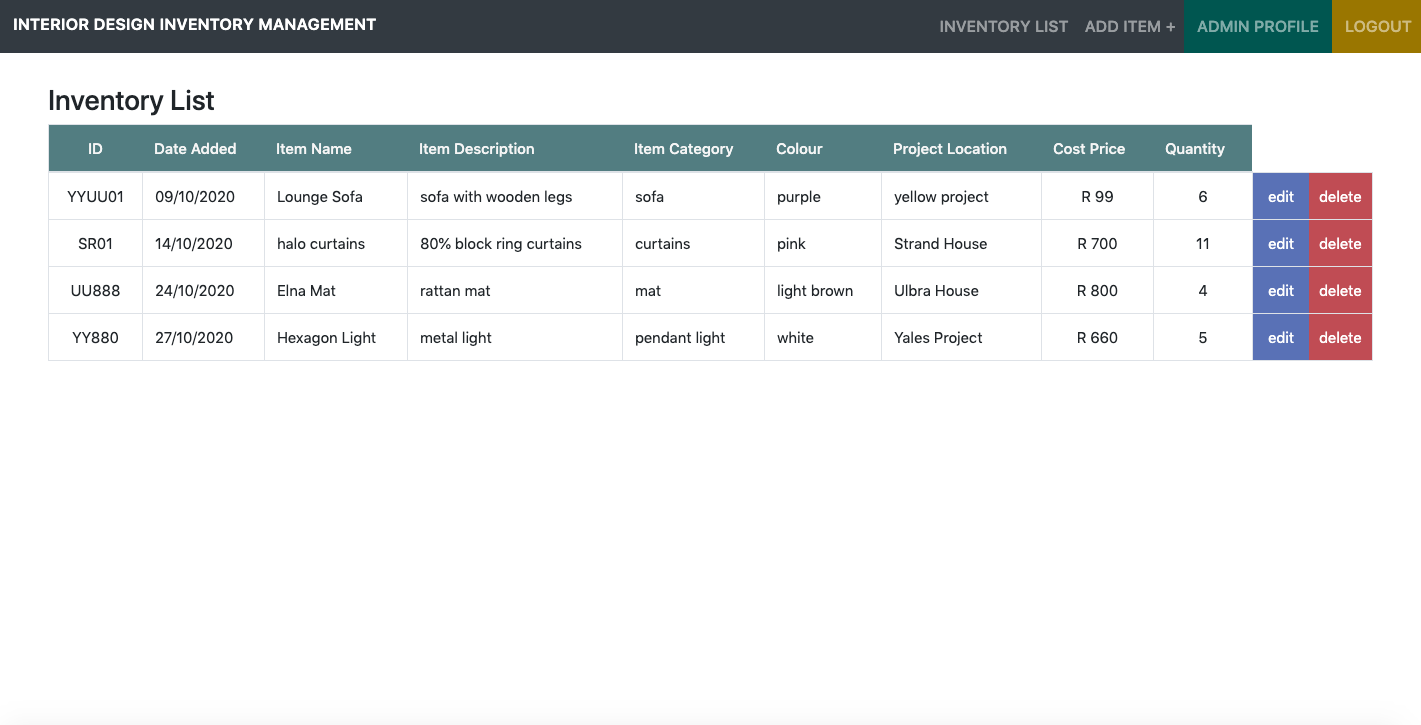 INTERIOR DESIGN INVENTORY MANAGEMENT INVENTORY LIST ADD ITEM + ADMIN PROFILE LOGOUT
Inventory List
ID Date Added Item Name Item Description Item Category Colour Project Location Cost Price Quantity
YYUU01 09/10/2020 Lounge Sofa sofa with wooden legs sofa purple yellow project R 99 6 edit delete
SR01 14/10/2020 halo curtains 80% block ring curtains curtains pink Strand House R 700 11 edit delete
UU888 24/10/2020 Elna Mat rattan mat mat light brown Ulbra House R 800 4 edit delete
YY880 27/10/2020 Hexagon Light metal light pendant light white Yales Project R 660 5 edit delete